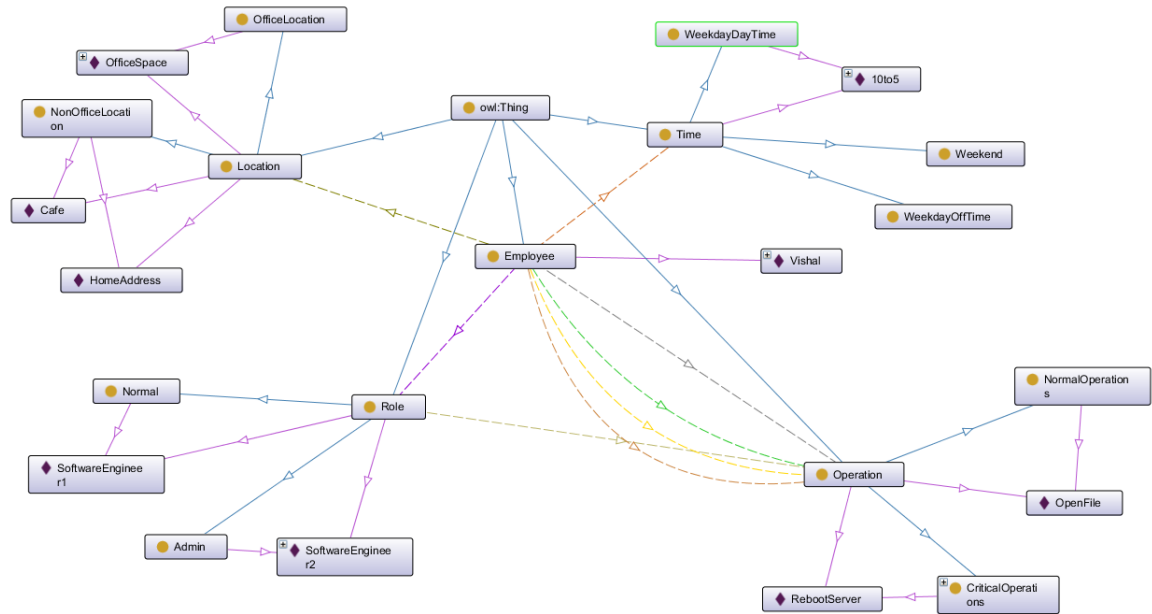 OfficeLocation
WeekdayDayTime
OfficeSpace
10to5
NonOfficeLocati
on
owl:Thing
Time
Weekend
Location
Cafe
WeekdayOffTime
Employee
Vishal
HomeAddress
Normal
NormalOperation
s
Role
SoftwareEnginee
r1
Operation
OpenFile
Admin
SoftwareEnginee
r2
RebootServer
CriticalOperati
ons